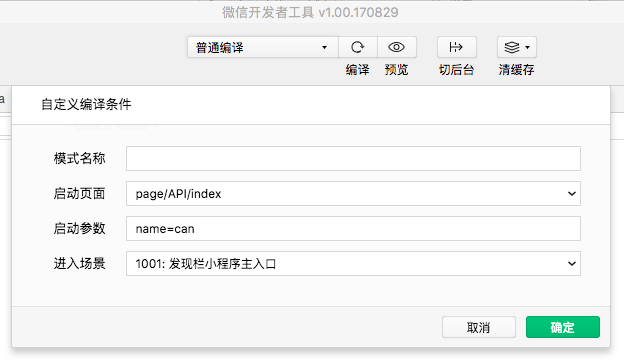 微信开发者工具 v1.00.170829
普通编译
编译 预览 切后台 清缓存
a
自定义编译条件
模式名称
启动页面 page/API/index
启动参数 name=can
进入场景 1001: 发现栏小程序主入口
取消 确定